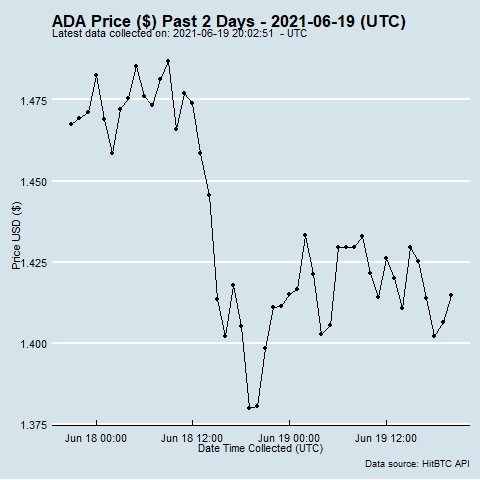 ADA Price ($) Past 2 Days - 2021-06-19 (UTC)
Latest data collected on: 2021-06-19 20:02:51  - UTC
1.475
1.450
1.425
1.400
1.375
Price USD ($)
Jun 18 00:00
Jun 18 12:00
Jun 19 00:00
Jun 19 12:00
Date Time Collected (UTC)
Data source: HitBTC API